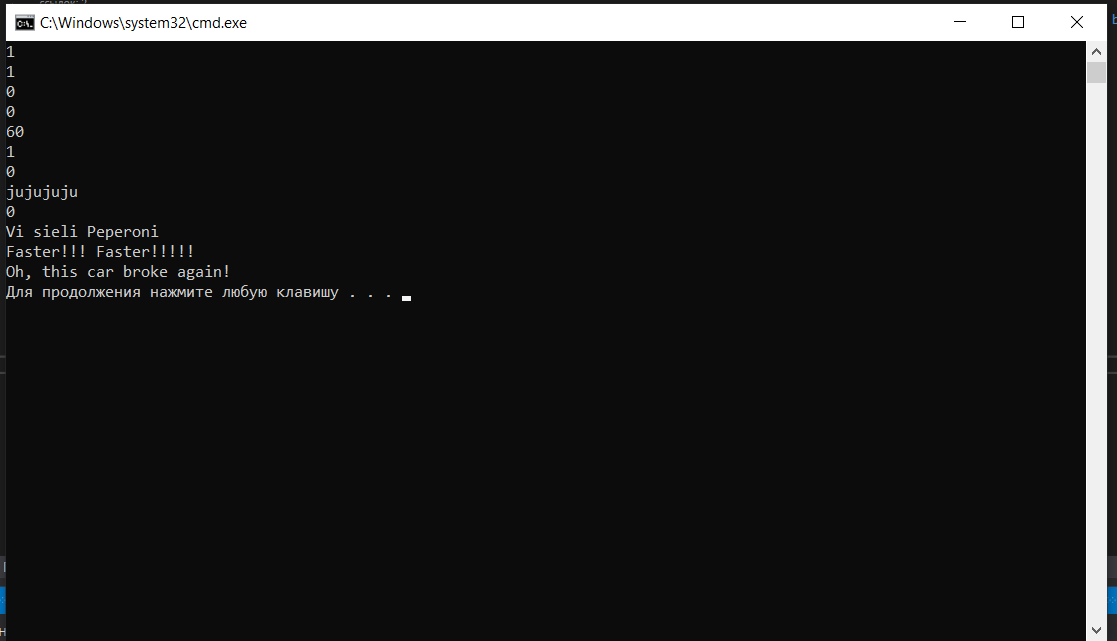 C:\Windows\system32\cmd.exe
1
1
0
0
60
1
0
jujujuju
0
Vi sieli Peperoni
Faster!!! Faster!!!!!
Oh, this car broke again!
Для продолжения нажмите любую клавишу . . .